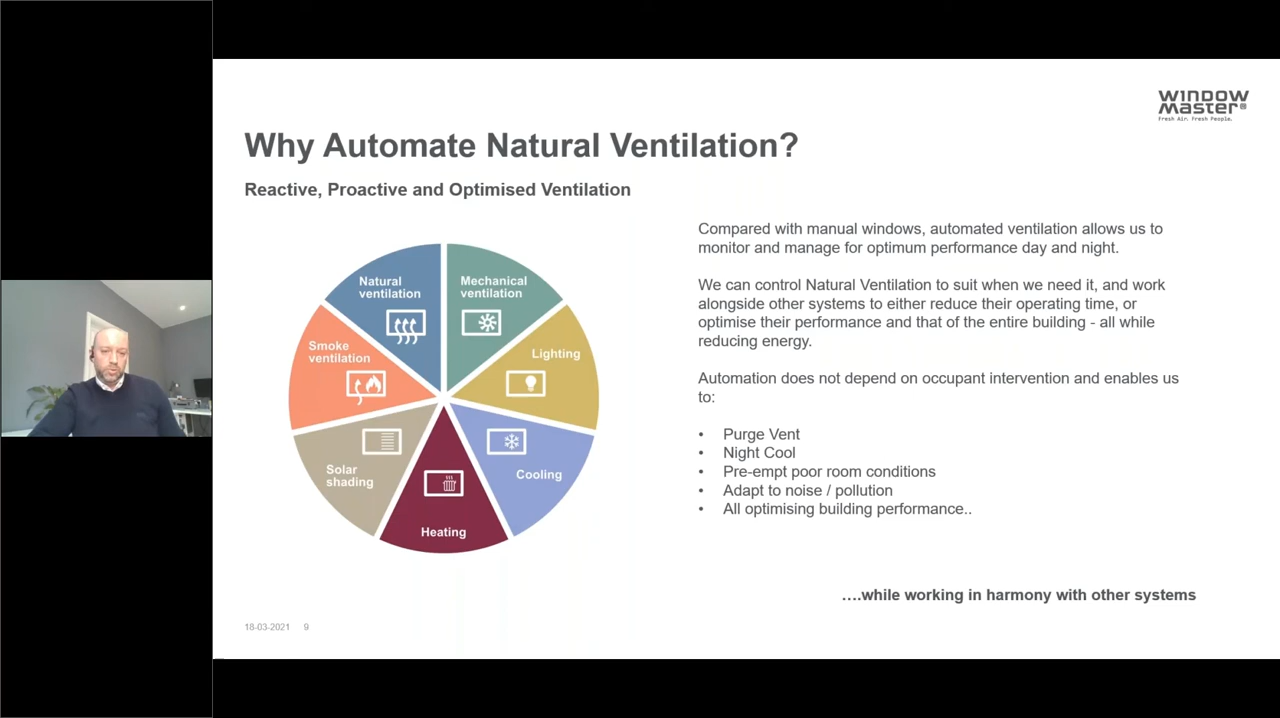 WINDOW
MASTER®
Fresh Air. Fresh People.
Why Automate Natural Ventilation?
Reactive, Proactive and Optimised Ventilation
Natural
ventilation
Mechanical
ventilation
Smoke
ventilation
Lighting
Solar
shading
Cooling
Heating
Compared with manual windows, automated ventilation allows us to
monitor and manage for optimum performance day and night.
We can control Natural Ventilation to suit when we need it, and work
alongside other systems to either reduce their operating time, or
optimise their performance and that of the entire building - all while
reducing energy.
Automation does not depend on occupant intervention and enables us
to:
• Purge Vent
• Night Cool
• Pre-empt poor room conditions
• Adapt to noise / pollution
• All optimising building performance..
….while working in harmony with other systems
18-03-2021 9